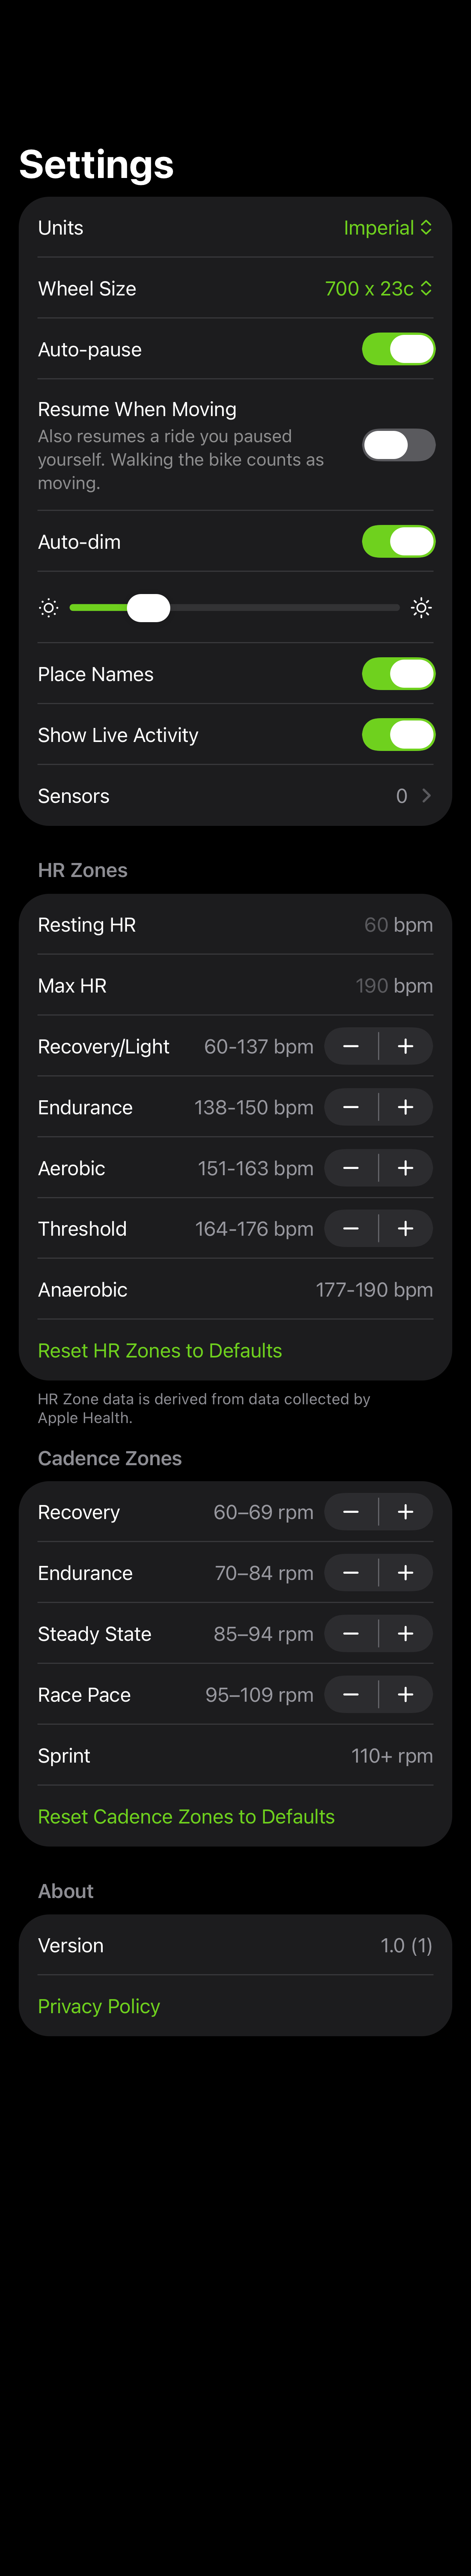 Settings
Units Imperial
Wheel Size 700 x 23c
Auto-pause
Resume When Moving
Also resumes a ride you paused
yourself. Walking the bike counts as
moving.
Auto-dim
Place Names
Show Live Activity
Sensors 0
HR Zones
Resting HR 60 bpm
Max HR 190 bpm
Recovery/Light 60-137 bpm − +
Endurance 138-150 bpm − +
Aerobic 151-163 bpm − +
Threshold 164-176 bpm − +
Anaerobic 177-190 bpm
Reset HR Zones to Defaults
HR Zone data is derived from data collected by
Apple Health.
Cadence Zones
Recovery 60–69 rpm − +
Endurance 70–84 rpm − +
Steady State 85–94 rpm − +
Race Pace 95–109 rpm − +
Sprint 110+ rpm
Reset Cadence Zones to Defaults
About
Version 1.0 (1)
Privacy Policy